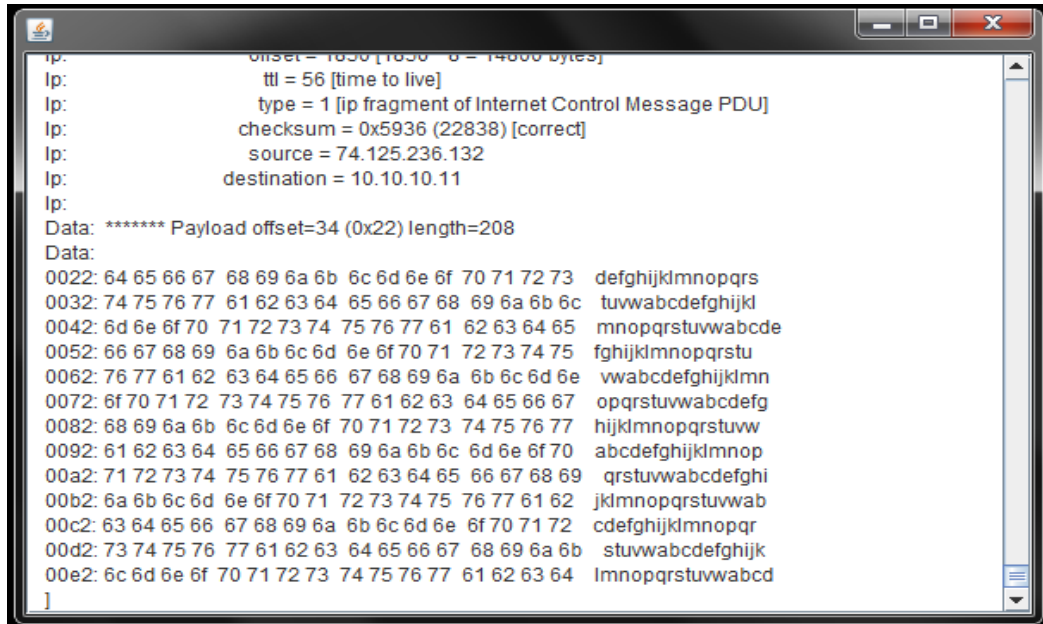 Ip: offset = 1850 [1850 * 8 = 14800 bytes]
Ip: ttl = 56 [time to live]
Ip: type = 1 [ip fragment of Internet Control Message PDU]
Ip: checksum = 0x5936 (22838) [correct]
Ip: source = 74.125.236.132
Ip: destination = 10.10.10.11
Ip:
Data: ******* Payload offset=34 (0x22) length=208
Data:
0022: 64 65 66 67 68 69 6a 6b 6c 6d 6e 6f 70 71 72 73 defghijklmnopqrs
0032: 74 75 76 77 61 62 63 64 65 66 67 68 69 6a 6b 6c tuvwabcdefghijkl
0042: 6d 6e 6f 70 71 72 73 74 75 76 77 61 62 63 64 65 mnopqrstuvwabcde
0052: 66 67 68 69 6a 6b 6c 6d 6e 6f 70 71 72 73 74 75 fghijklmnopqrstu
0062: 76 77 61 62 63 64 65 66 67 68 69 6a 6b 6c 6d 6e vwabcdefghijklmn
0072: 6f 70 71 72 73 74 75 76 77 61 62 63 64 65 66 67 opqrstuvwabcdefg
0082: 68 69 6a 6b 6c 6d 6e 6f 70 71 72 73 74 75 76 77 hijklmnopqrstuvw
0092: 61 62 63 64 65 66 67 68 69 6a 6b 6c 6d 6e 6f 70 abcdefghijklmnop
00a2: 71 72 73 74 75 76 77 61 62 63 64 65 66 67 68 69 qrstuvwabcdefghi
00b2: 6a 6b 6c 6d 6e 6f 70 71 72 73 74 75 76 77 61 62 jklmnopqrstuvwab
00c2: 63 64 65 66 67 68 69 6a 6b 6c 6d 6e 6f 70 71 72 cdefghijklmnopqr
00d2: 73 74 75 76 77 61 62 63 64 65 66 67 68 69 6a 6b stuvwabcdefghijk
00e2: 6c 6d 6e 6f 70 71 72 73 74 75 76 77 61 62 63 64 lmnopqrstuvwabcd
]